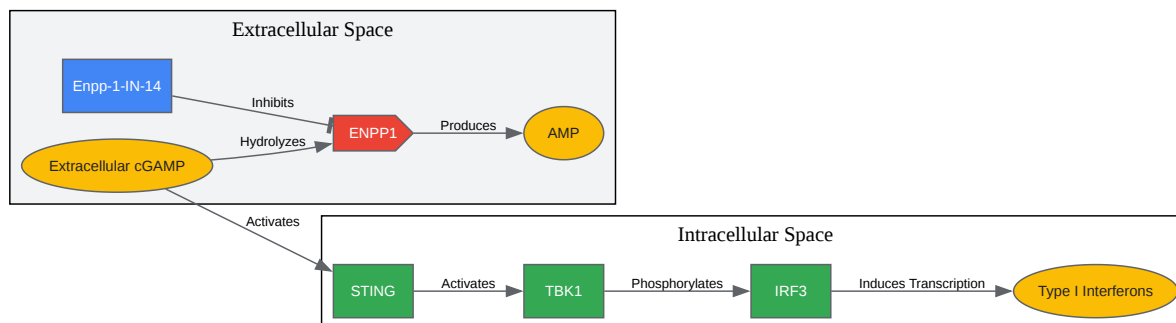 Extracellular Space
Enpp-1-IN-14
Inhibits
ENPP1
Produces
AMP
Hydrolyzes
Extracellular cGAMP
Activates
Intracellular Space
STING
Activates
TBK1
Phosphorylates
IRF3
Induces Transcription
Type I Interferons